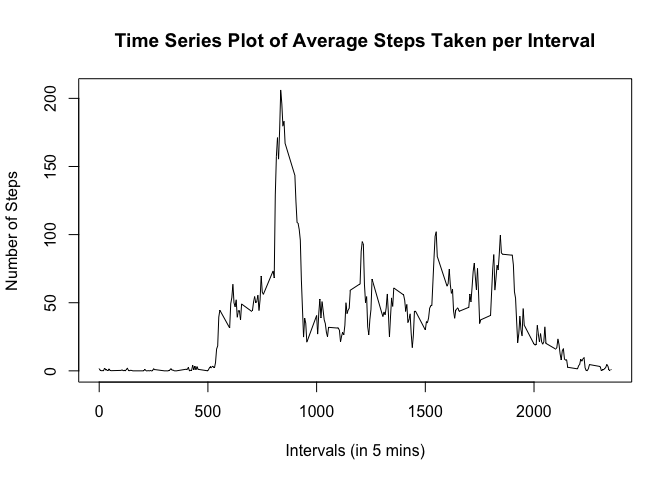 Time Series Plot of Average Steps Taken per Interval
Number of Steps
200
150
100
50
0
0 500 1000 1500 2000
Intervals (in 5 mins)